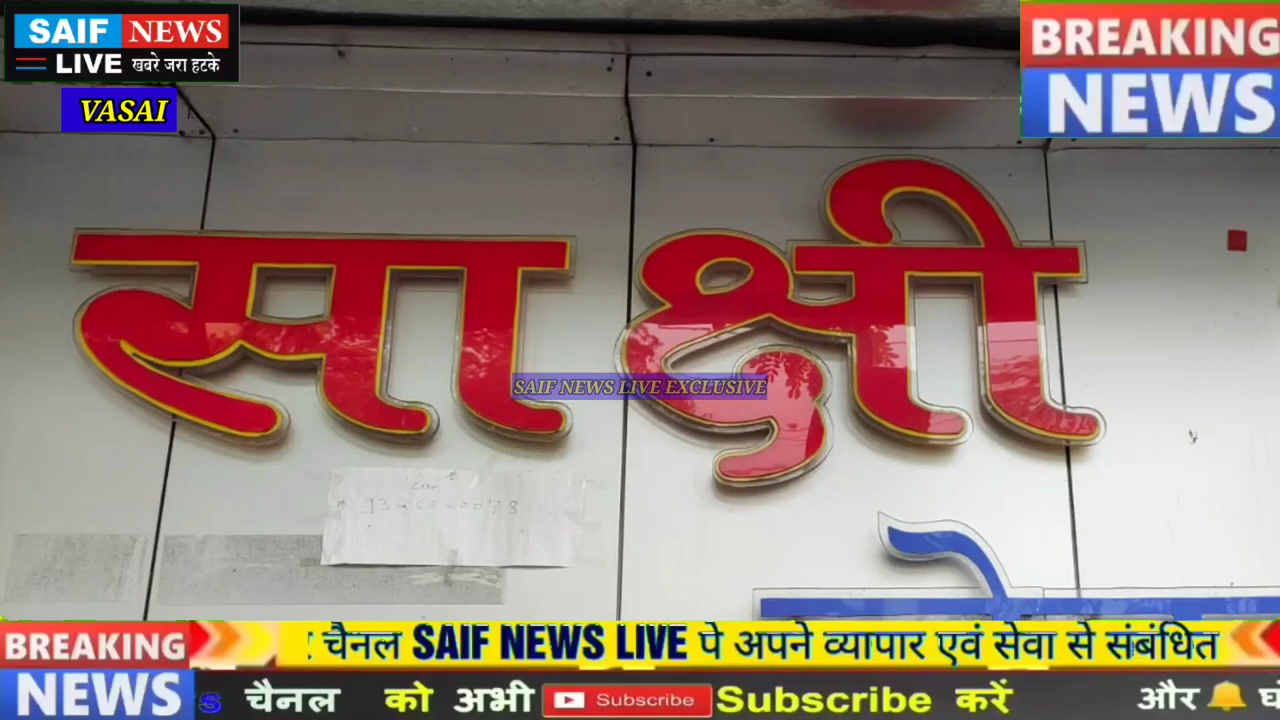 SAIF NEWS
LIVE खबरे जरा हटके
VASAI
BREAKING
NEWS
साक्षी
SAIF NEWS LIVE EXCLUSIVE
BREAKING
NEWS
चैनल SAIF NEWS LIVE पे अपने व्यापार एवं सेवा से संबंधित
s चैनल को अभी Subscribe Subscribe करें और